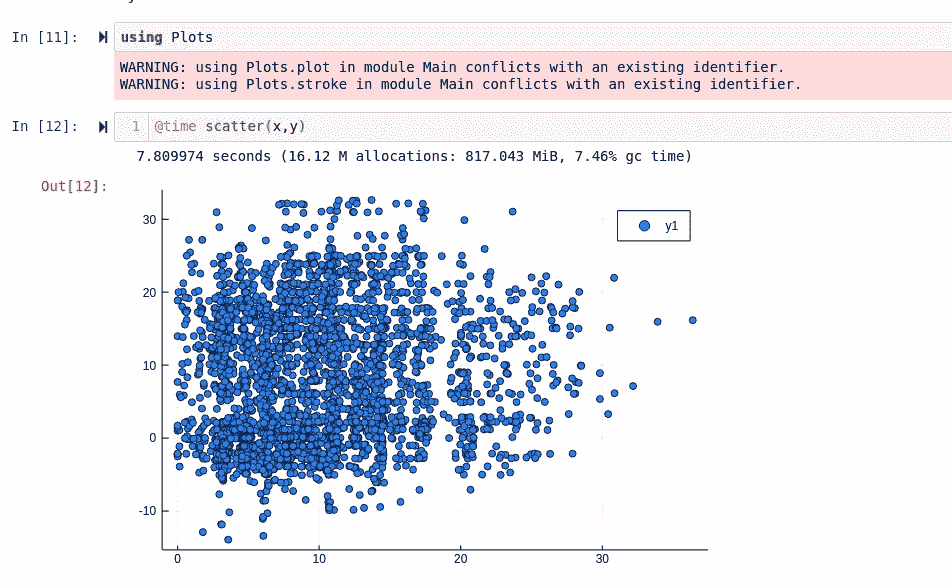 In [11]: using Plots
WARNING: using Plots.plot in module Main conflicts with an existing identifier.
WARNING: using Plots.stroke in module Main conflicts with an existing identifier.
In [12]: 1 @time scatter(x,y)
7.809974 seconds (16.12 M allocations: 817.043 MiB, 7.46% gc time)
Out[12]:
30
y1
20
10
0
-10
0 10 20 30